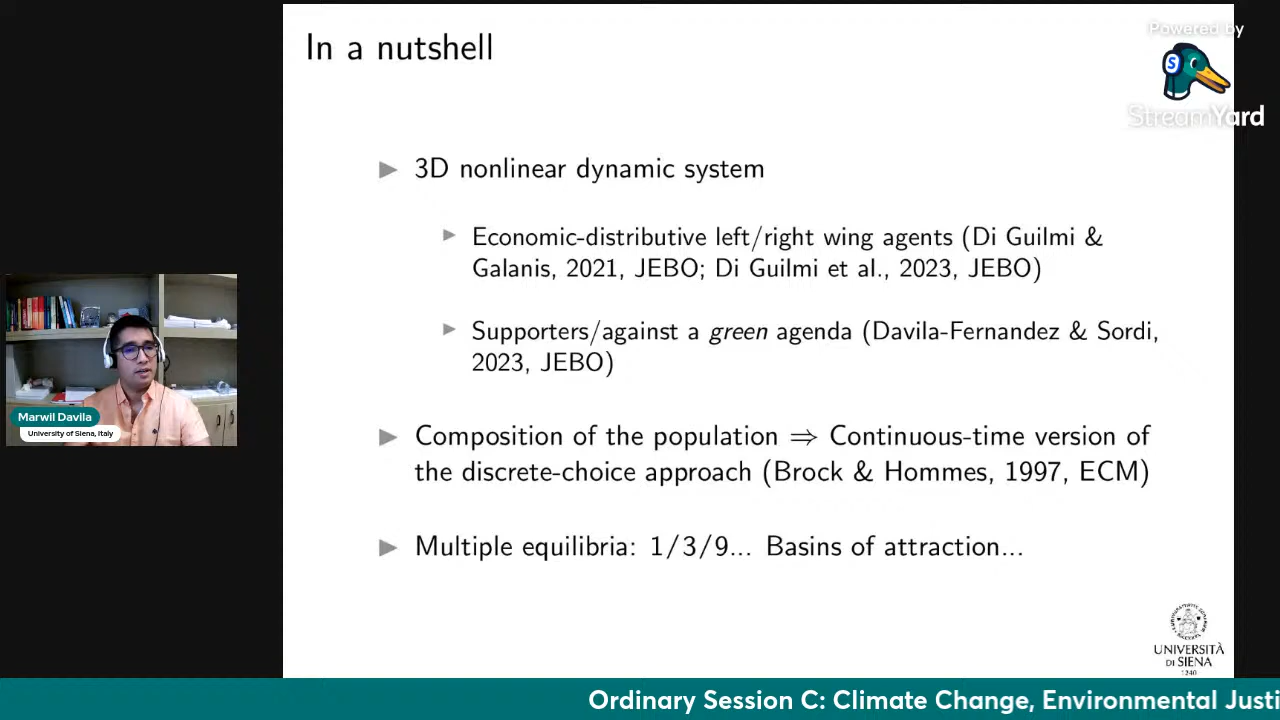 In a nutshell
Powered by
StreamYard
3D nonlinear dynamic system
Economic-distributive left/right wing agents (Di Guilmi &
Galanis, 2021, JEBO; Di Guilmi et al., 2023, JEBO)
Supporters/against a green agenda (Davila-Fernandez & Sordi,
2023, JEBO)
Composition of the population ⇒ Continuous-time version of
the discrete-choice approach (Brock & Hommes, 1997, ECM)
Multiple equilibria: 1/3/9... Basins of attraction...
Marwil Davila
University of Siena, Italy
UNIVERSITÀ
DI SIENA
1240
Ordinary Session C: Climate Change, Environmental Justi